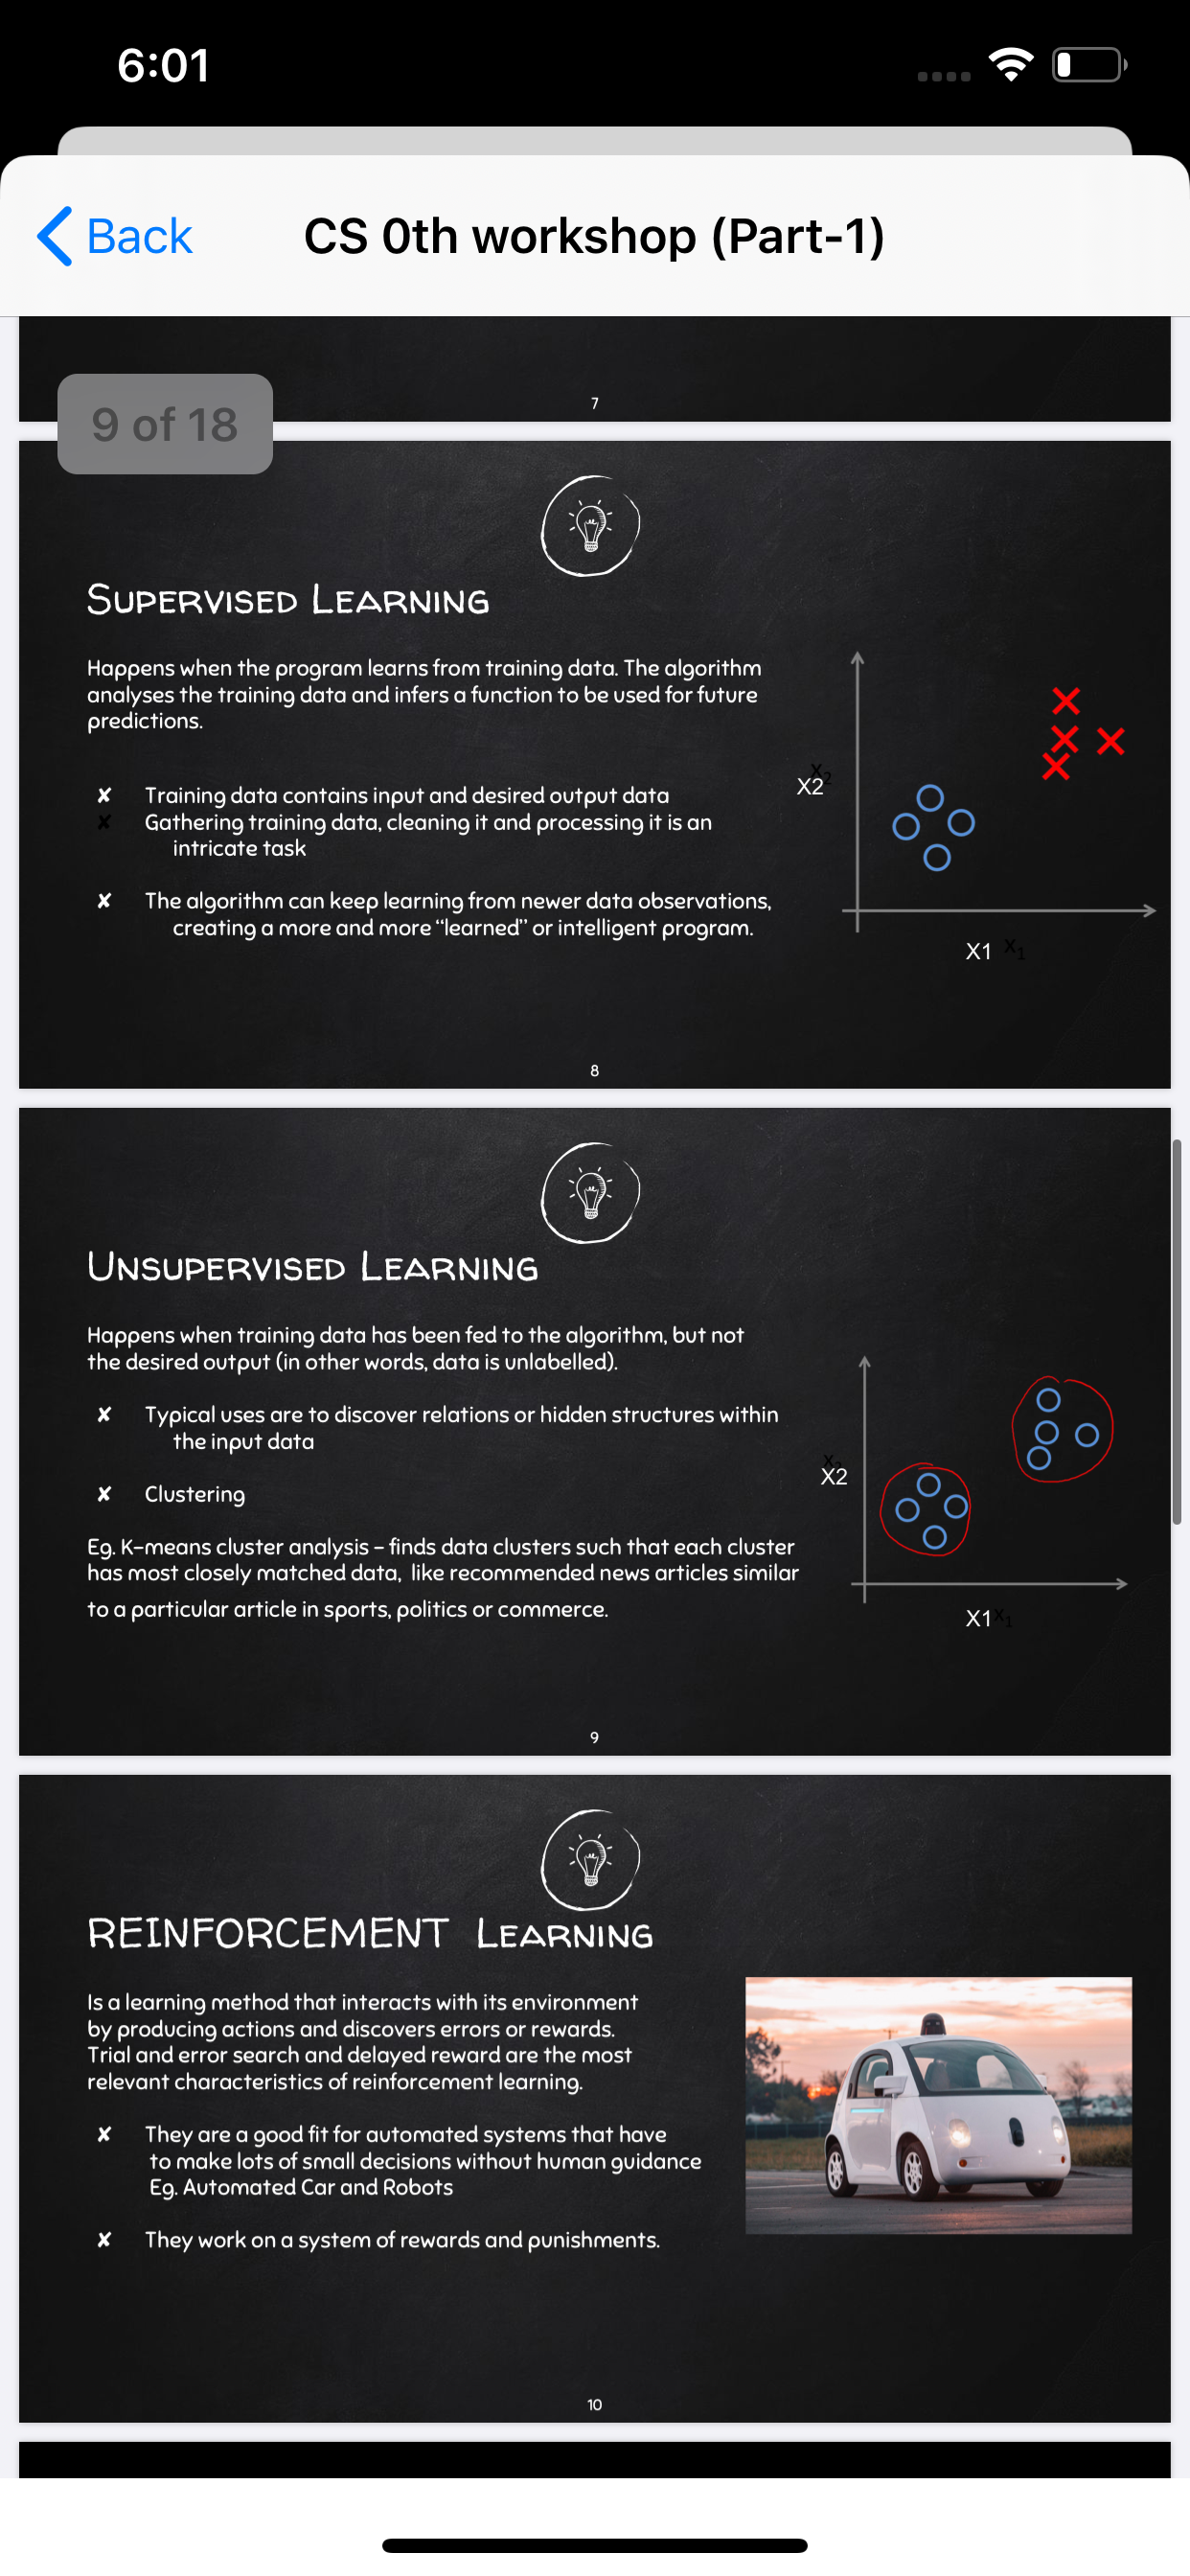 6:01
Back
CS 0th workshop (Part-1)
7
9 of 18
Supervised Learning
Happens when the program learns from training data. The algorithm
analyses the training data and infers a function to be used for future
predictions.
✘ Training data contains input and desired output data
✘ Gathering training data, cleaning it and processing it is an
intricate task
✘ The algorithm can keep learning from newer data observations,
creating a more and more “learned” or intelligent program.
x2
X2
X1 x1
8
Unsupervised Learning
Happens when training data has been fed to the algorithm, but not
the desired output (in other words, data is unlabelled).
✘ Typical uses are to discover relations or hidden structures within
the input data
✘ Clustering
Eg. K-means cluster analysis - finds data clusters such that each cluster
has most closely matched data, like recommended news articles similar
to a particular article in sports, politics or commerce.
x2
X2
X1 x1
9
REINFORCEMENT Learning
Is a learning method that interacts with its environment
by producing actions and discovers errors or rewards.
Trial and error search and delayed reward are the most
relevant characteristics of reinforcement learning.
✘ They are a good fit for automated systems that have
to make lots of small decisions without human guidance
Eg. Automated Car and Robots
✘ They work on a system of rewards and punishments.
10